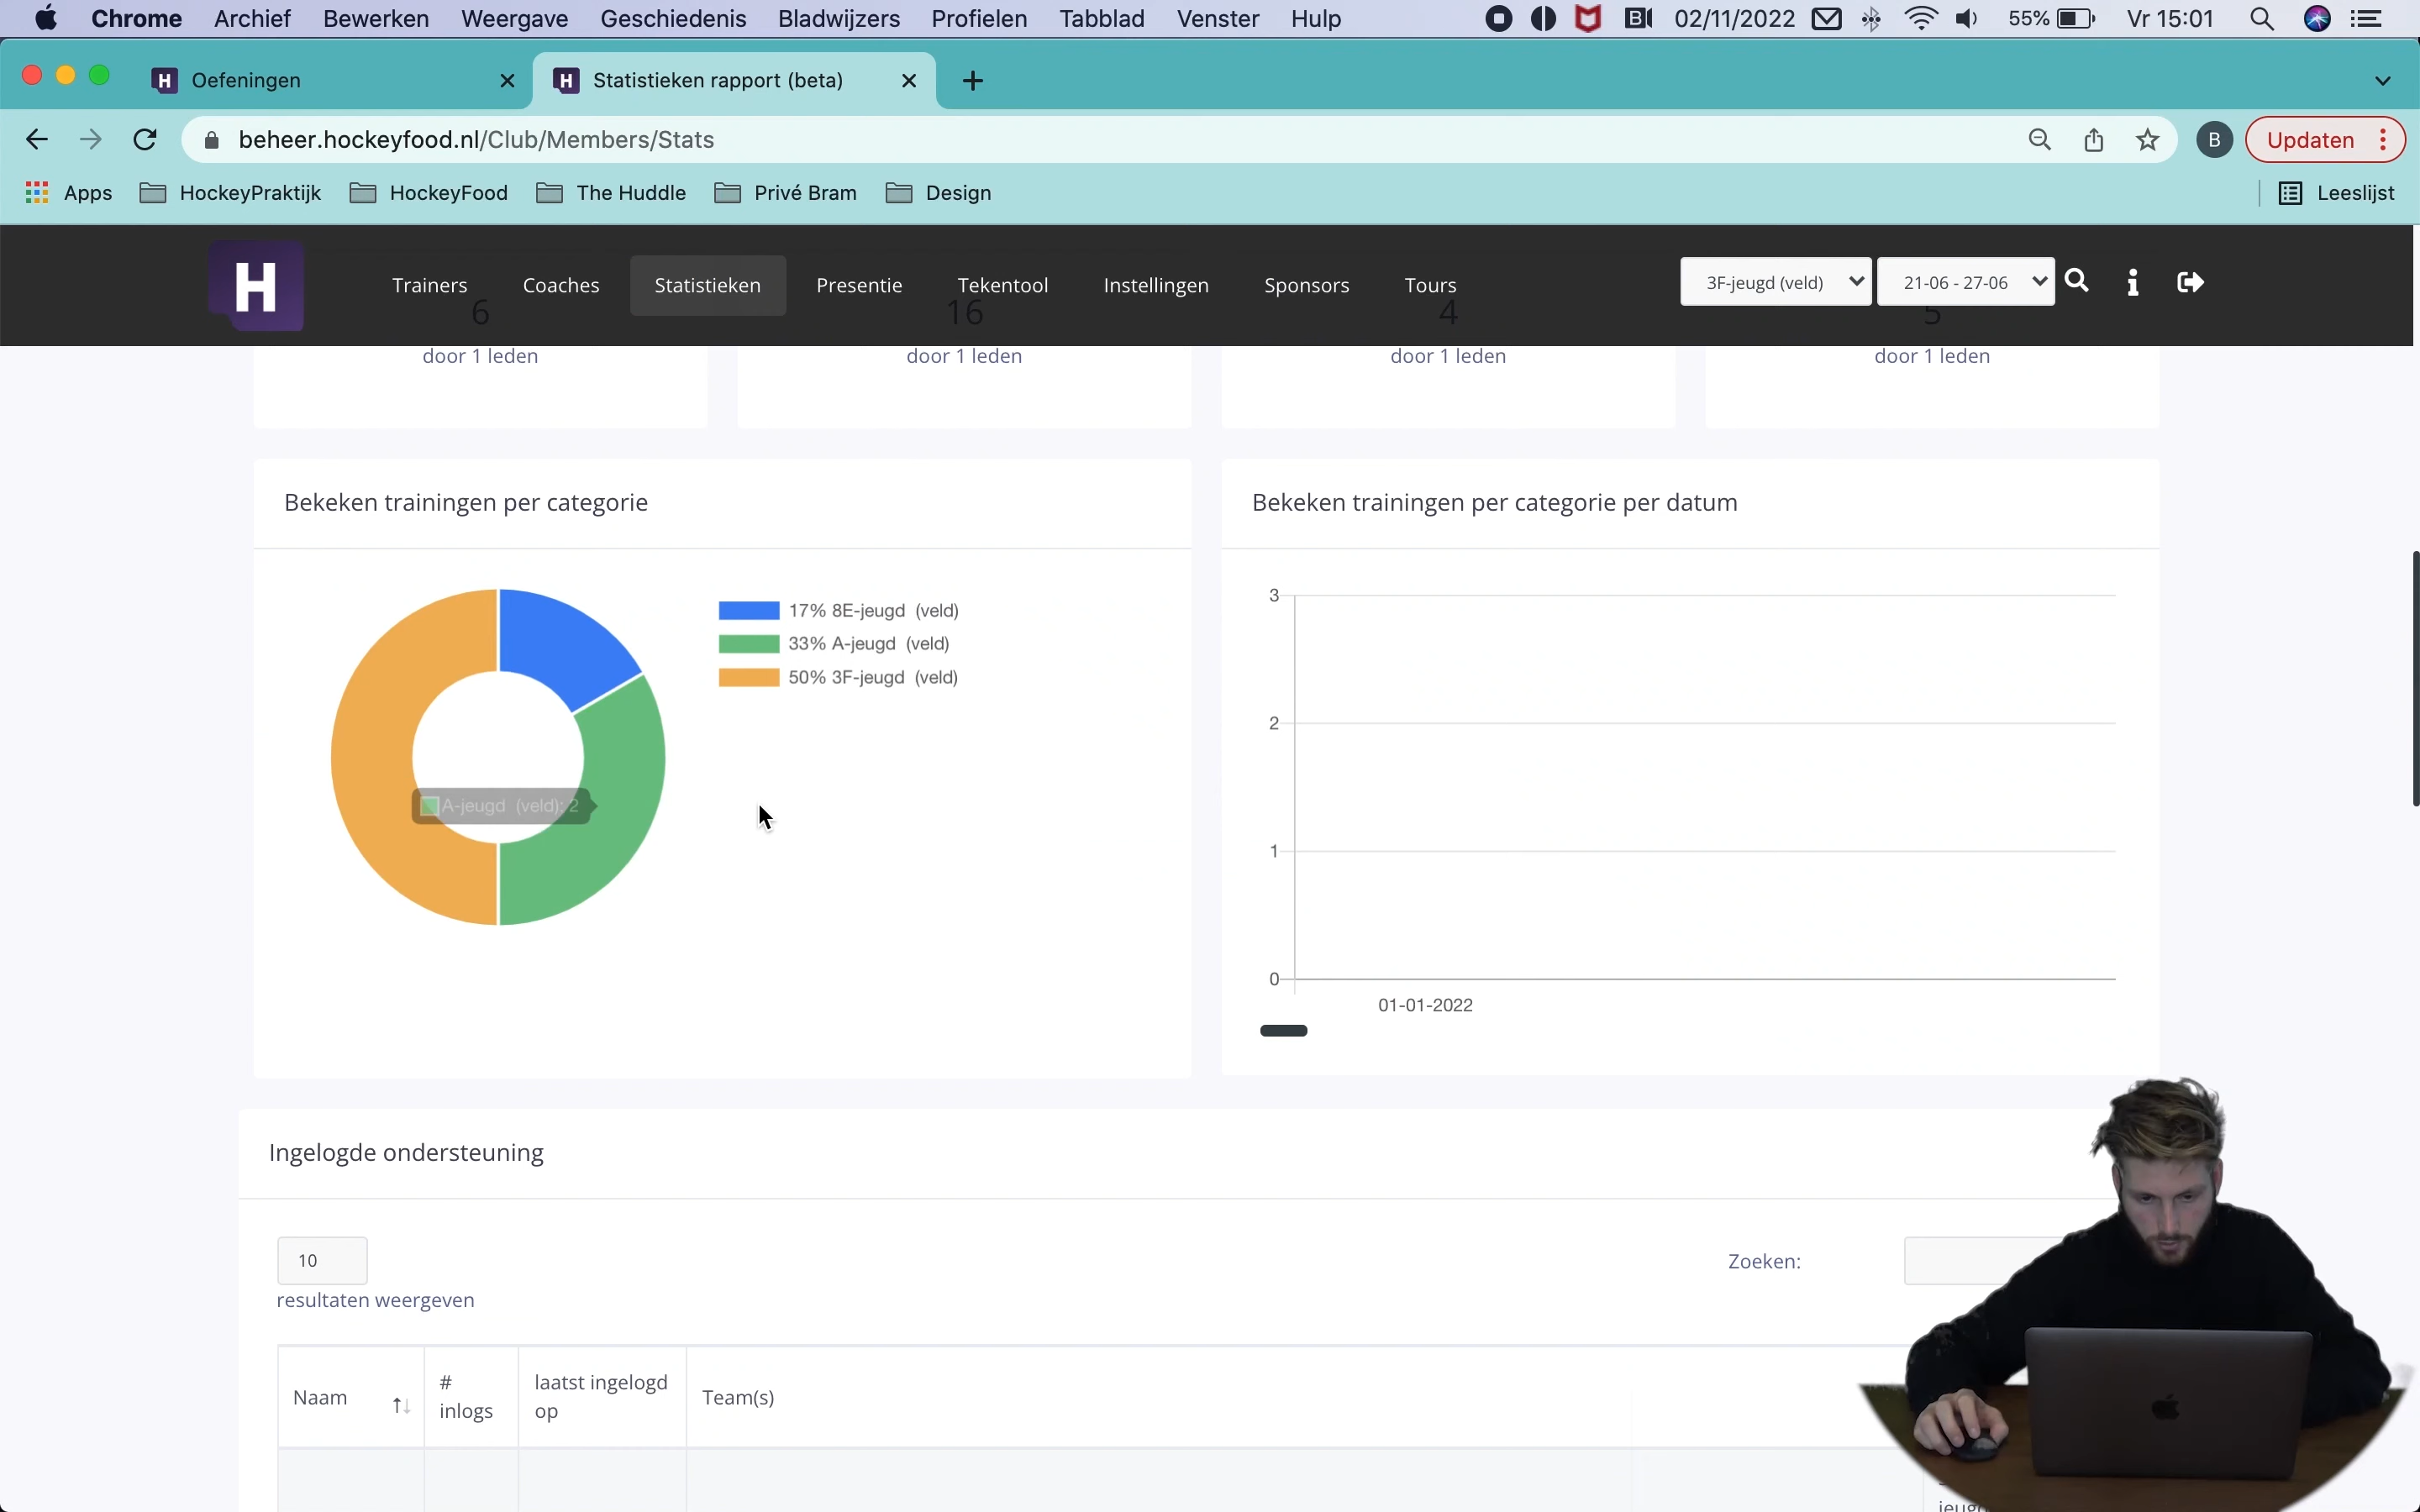 Chrome Archief Bewerken Weergave Geschiedenis Bladwijzers Profielen Tabblad Venster Hulp 02/11/2022 55% Vr 15:01
H Oefeningen H Statistieken rapport (beta)
beheer.hockeyfood.nl/Club/Members/Stats B Updaten
Apps HockeyPraktijk HockeyFood The Huddle Privé Bram Design Leeslijst
H Trainers Coaches Statistieken Presentie Tekentool Instellingen Sponsors Tours 3F-jeugd (veld) 21-06 - 27-06
6 16 4 5
door 1 leden door 1 leden door 1 leden door 1 leden
Bekeken trainingen per categorie
17% 8E-jeugd (veld)
33% A-jeugd (veld)
50% 3F-jeugd (veld)
A-jeugd (veld): 2
Bekeken trainingen per categorie per datum
3
2
1
0
01-01-2022
Ingelogde ondersteuning
10
resultaten weergeven
Zoeken:
Naam
# inlogs
laatst ingelogd
op
Team(s)